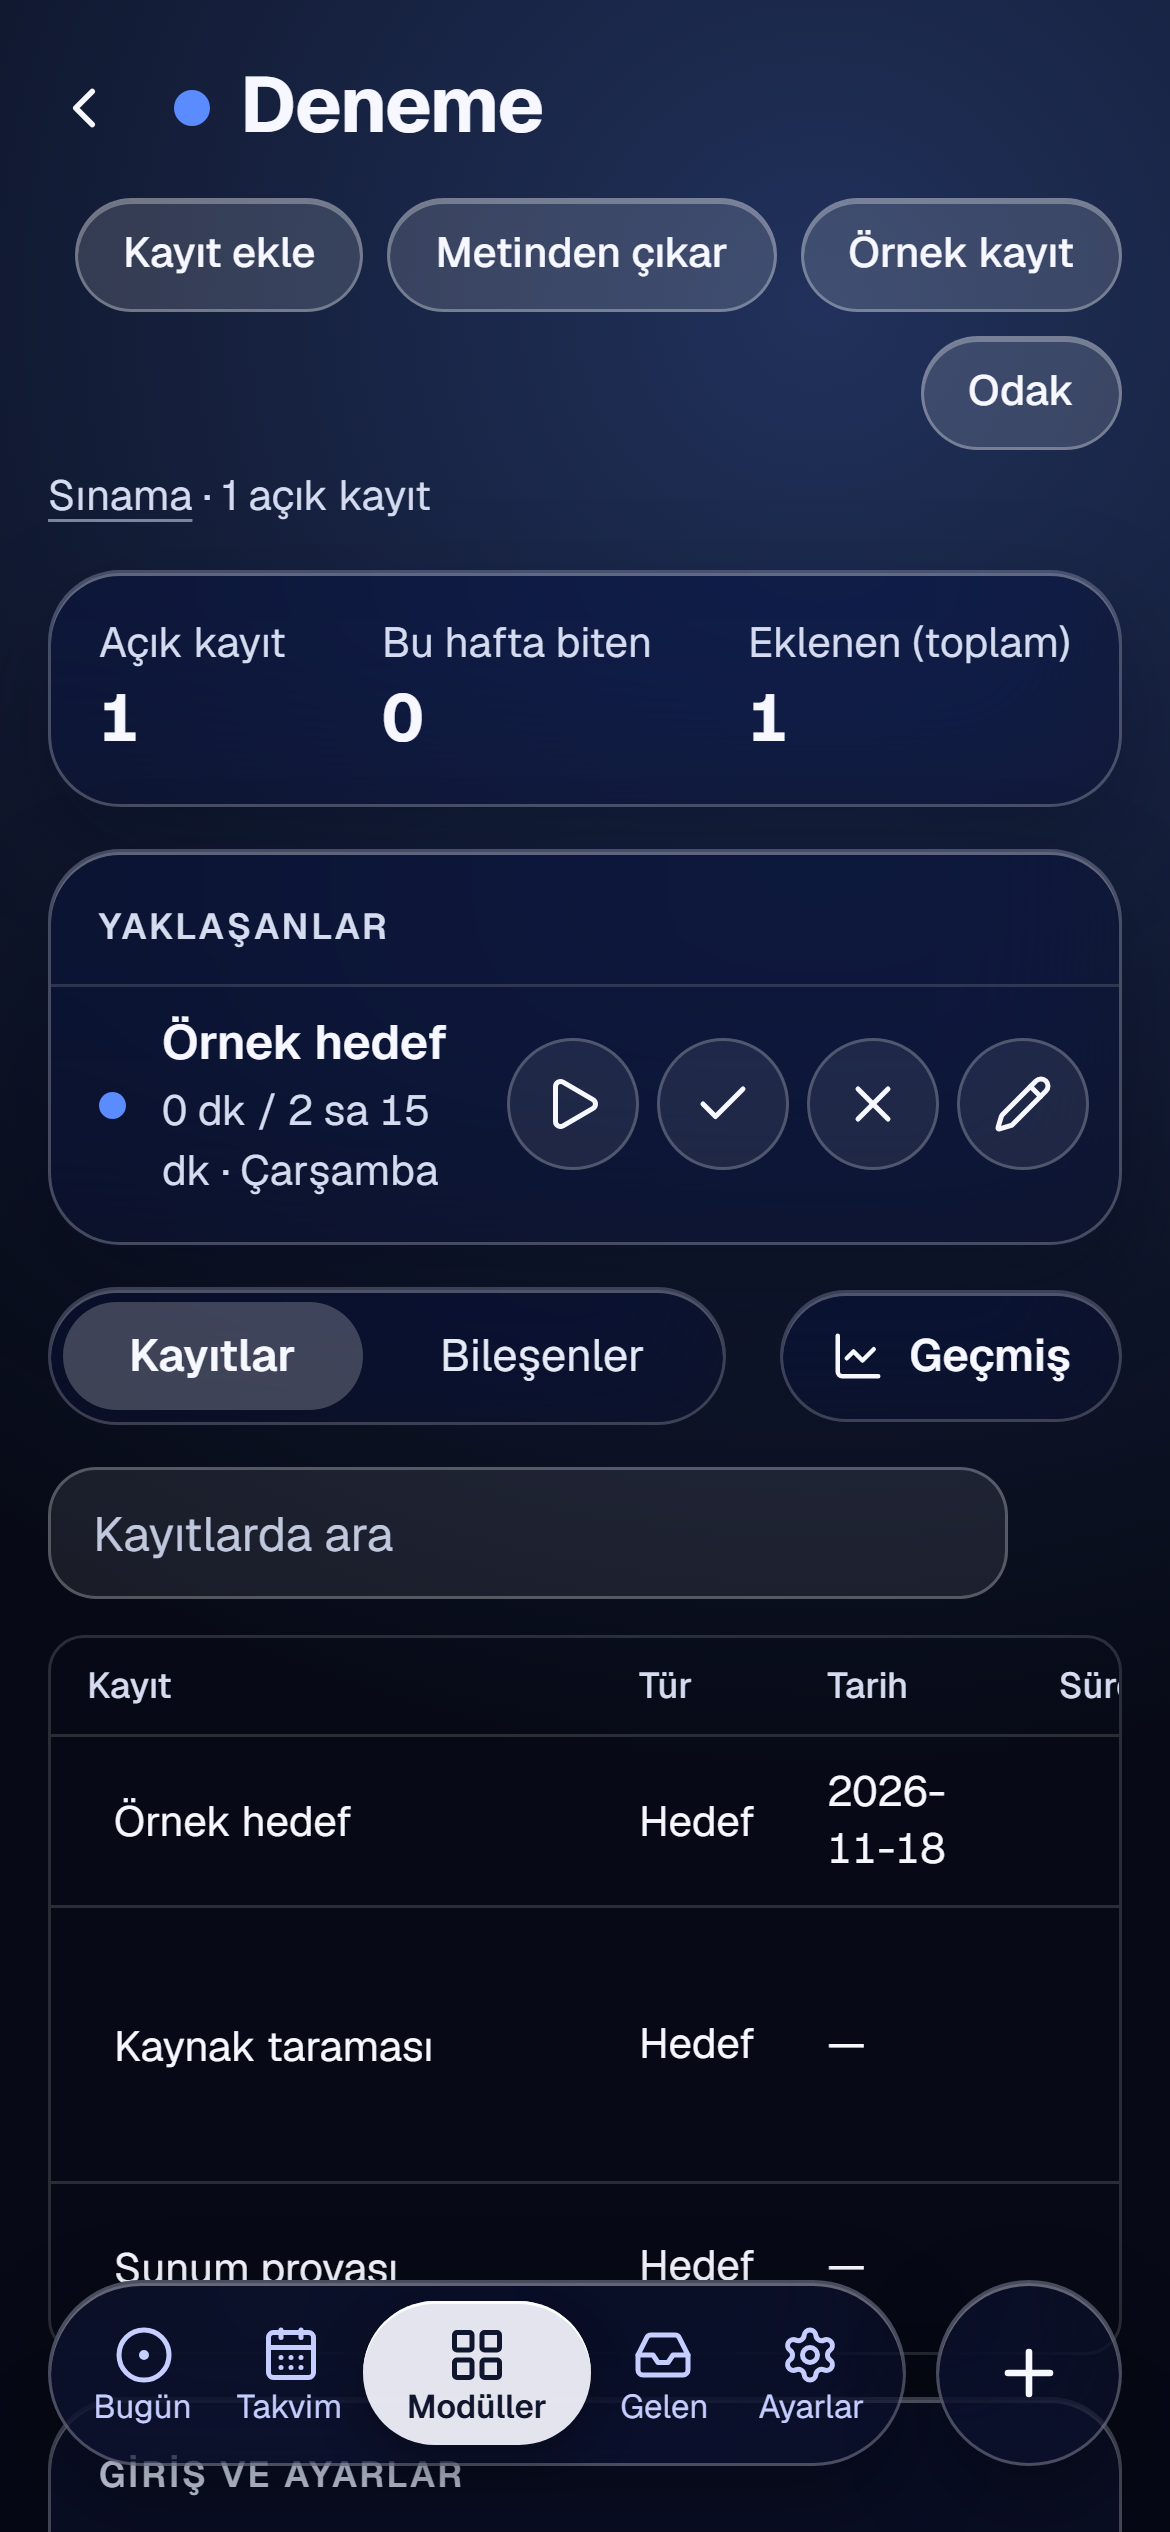 Deneme
Kayıt ekle
Metinden çıkar
Örnek kayıt
Odak
Sınama · 1 açık kayıt
Açık kayıt
Bu hafta biten
Eklenen (toplam)
1
0
1
YAKLAŞANLAR
Örnek hedef
0 dk / 2 sa 15
dk · Çarşamba
Kayıtlar
Bileşenler
Geçmiş
Kayıtlarda ara
Kayıt
Tür
Tarih
Örnek hedef
Hedef
2026-
11-18
Kaynak taraması
Hedef
—
Sunum provası
Hedef
—
Bugün
Takvim
Modüller
Gelen
Ayarlar
GİRİŞ VE AYARLAR